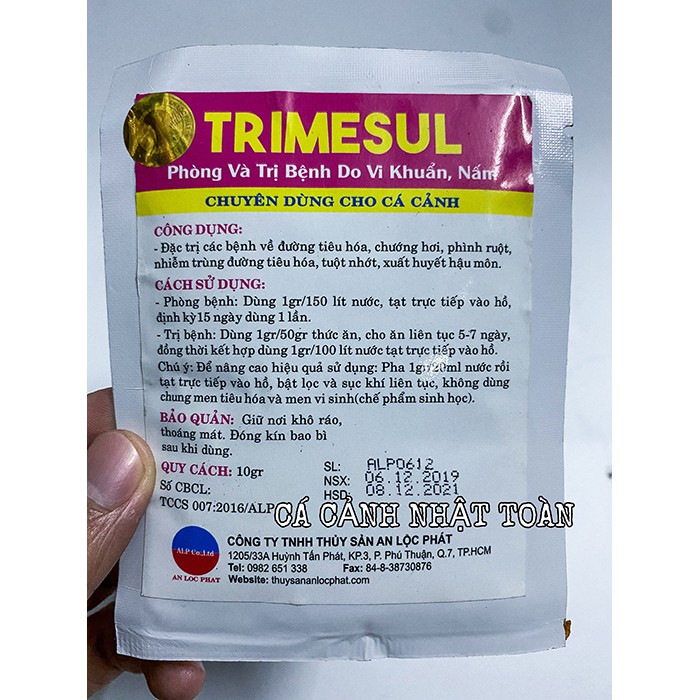 TRIMESUL
Phòng Và Trị Bệnh Do Vi Khuẩn, Nấm
CHUYÊN DÙNG CHO CÁ CẢNH
CÔNG DỤNG:
- Đặc trị các bệnh về đường tiêu hóa, chướng hơi, phình ruột,
nhiễm trùng đường tiêu hóa, tuột nhớt, xuất huyết hậu môn.
CÁCH SỬ DỤNG:
- Phòng bệnh: Dùng 1gr/150 lít nước, tạt trực tiếp vào hồ,
định kỳ 15 ngày dùng 1 lần.
- Trị bệnh: Dùng 1gr/50gr thức ăn, cho ăn liên tục 5-7 ngày,
đồng thời kết hợp dùng 1gr/100 lít nước tạt trực tiếp vào hồ.
Chú ý: Để nâng cao hiệu quả sử dụng: Pha 1gr/20ml nước rồi
tạt trực tiếp vào hồ, bật lọc và sục khí liên tục, không dùng
chung men tiêu hóa và men vi sinh(chế phẩm sinh học).
BẢO QUẢN: Giữ nơi khô ráo,
thoáng mát. Đóng kín bao bì
sau khi dùng.
QUY CÁCH: 10gr
Số CBCL:
TCCS 007:2016/ALP
SL: ALP0612
NSX: 06.12.2019
HSD: 08.12.2021
CÁ CẢNH NHẬT TOÀN
ALP Co.,Ltd
AN LOC PHAT
CÔNG TY TNHH THỦY SẢN AN LỘC PHÁT
1205/33A Huỳnh Tấn Phát, KP.3, P. Phú Thuận, Q.7, TP.HCM
Tel: 0982 651 338 Fax: 84-8-38730876
Website: thuysananlocphat.com